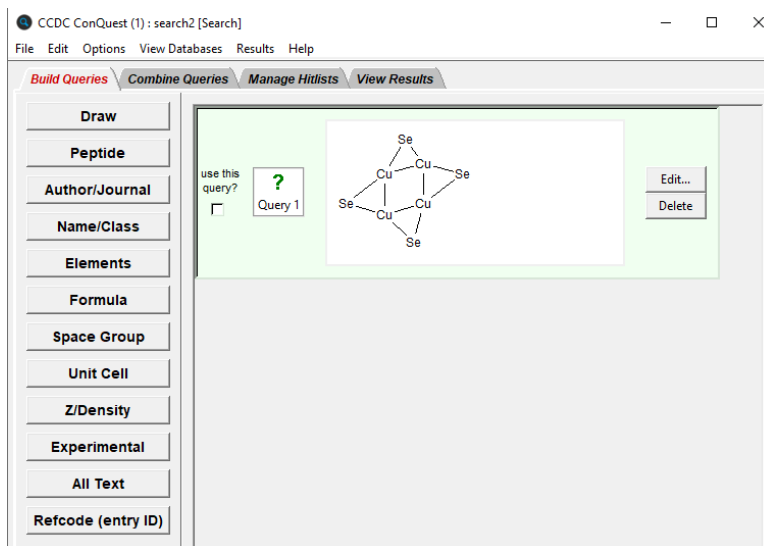 CCDC ConQuest (1) : search2 [Search]
File Edit Options View Databases Results Help
Build Queries Combine Queries Manage Hitlists View Results
Draw
Peptide
Author/Journal
Name/Class
Elements
Formula
Space Group
Unit Cell
Z/Density
Experimental
All Text
Refcode (entry ID)
use this
query?
?
Query 1
Se
Cu Cu Se
Se Cu Cu
Se
Edit...
Delete